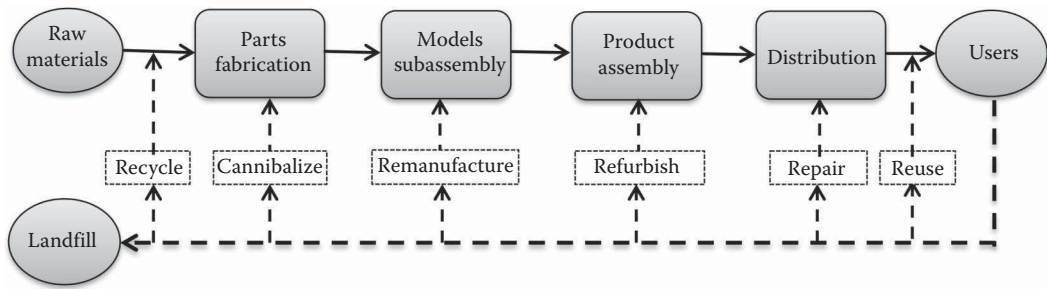 Raw
materials
Parts
fabrication
Models
subassembly
Product
assembly
Distribution
Users
Recycle
Cannibalize
Remanufacture
Refurbish
Repair
Reuse
Landfill